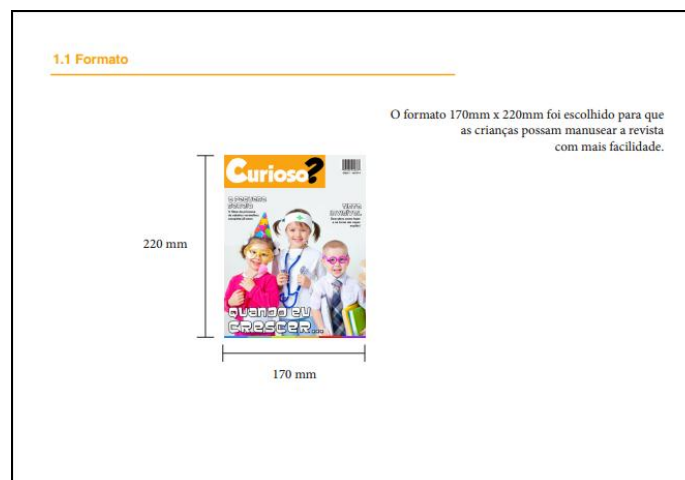 1.1 Formato
O formato 170mm x 220mm foi escolhido para que
as crianças possam manusear a revista
com mais facilidade.
Curioso?
O PEQUENO
QUANDO EU
CRESCER...
220 mm
170 mm